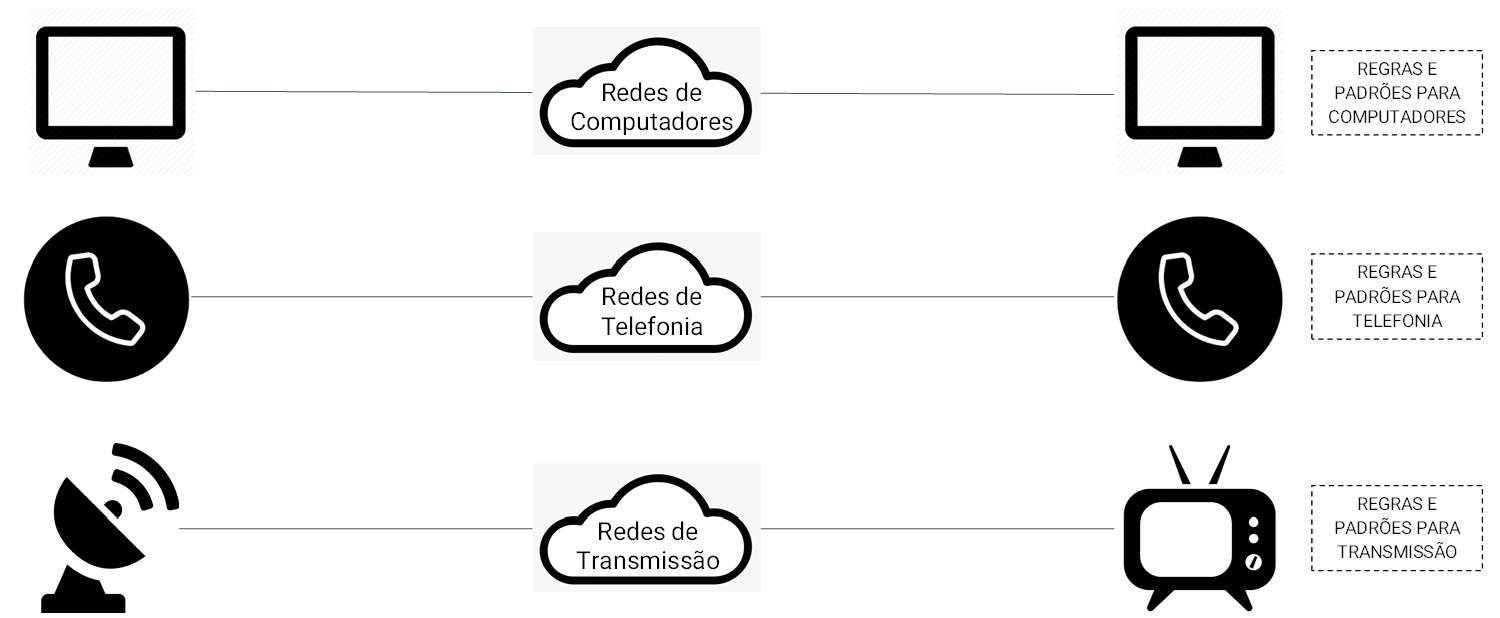 Redes de
Computadores
REGRAS E
PADRÕES PARA
COMPUTADORES
Redes de
Telefonia
REGRAS E
PADRÕES PARA
TELEFONIA
Redes de
Transmissão
REGRAS E
PADRÕES PARA
TRANSMISSÃO